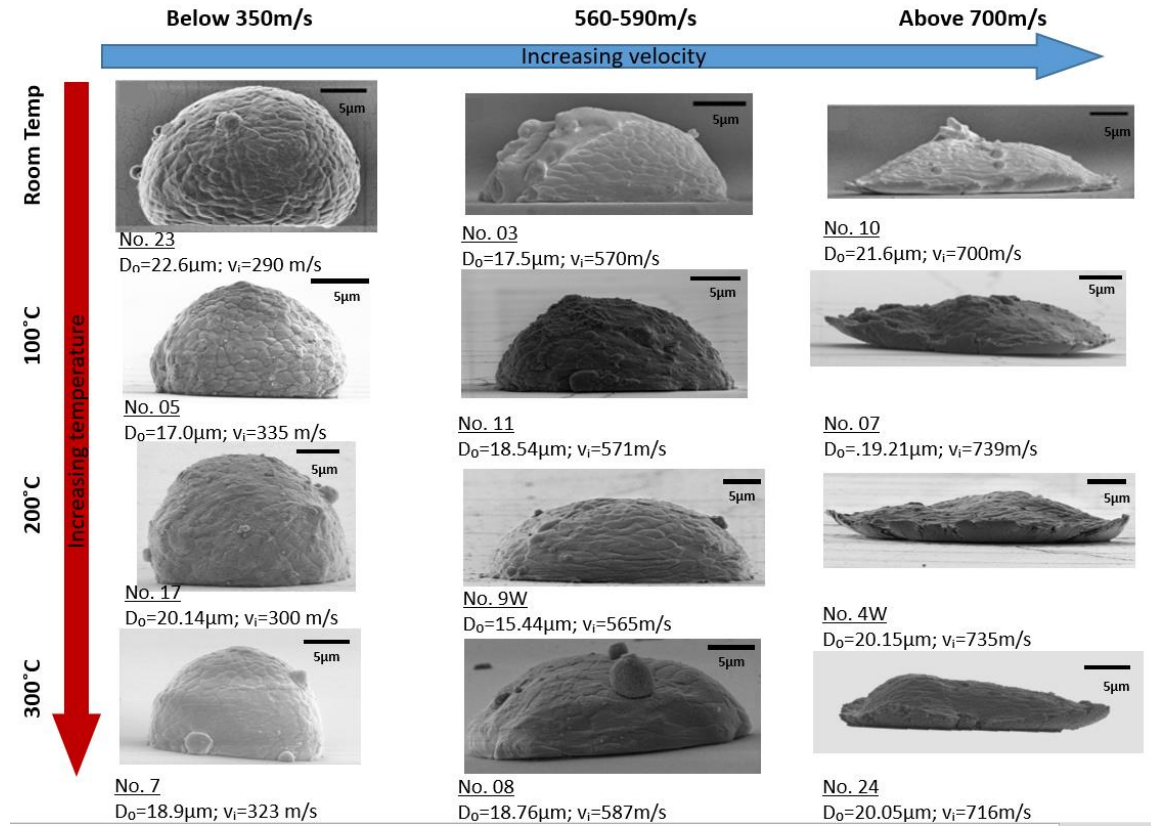 Below 350m/s 560-590m/s Above 700m/s
Increasing velocity
Room Temp
5µm
5µm
5µm
No. 23
D₀=22.6µm; vᵢ=290 m/s
No. 03
D₀=17.5µm; vᵢ=570m/s
No. 10
D₀=21.6µm; vᵢ=700m/s
Increasing temperature
100°C
5µm
5µm
5µm
No. 05
D₀=17.0µm; vᵢ=335 m/s
No. 11
D₀=18.54µm; vᵢ=571m/s
No. 07
D₀=.19.21µm; vᵢ=739m/s
200°C
5µm
5µm
5µm
No. 17
D₀=20.14µm; vᵢ=300 m/s
No. 9W
D₀=15.44µm; vᵢ=565m/s
No. 4W
D₀=20.15µm; vᵢ=735m/s
300°C
5µm
5µm
5µm
No. 7
D₀=18.9µm; vᵢ=323 m/s
No. 08
D₀=18.76µm; vᵢ=587m/s
No. 24
D₀=20.05µm; vᵢ=716m/s